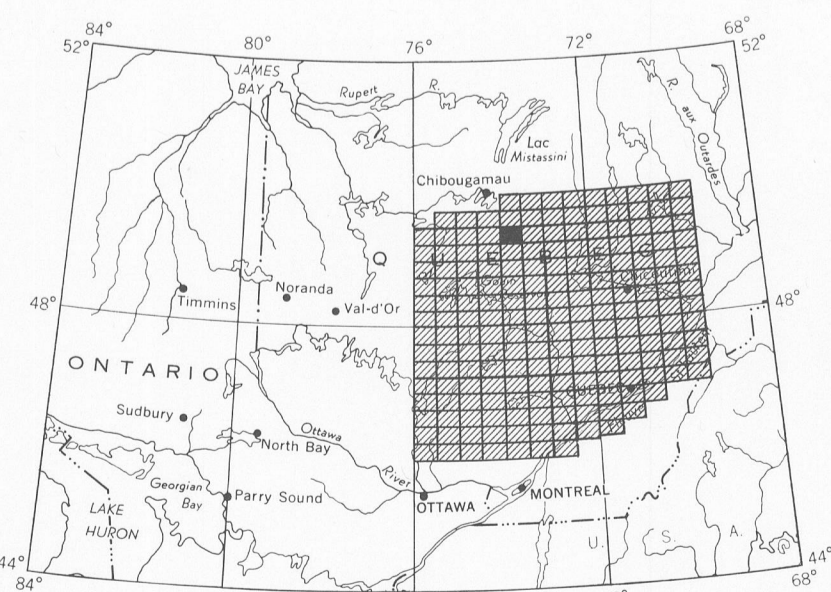 84°
80°
76°
72°
68°
52°
52°
JAMES
BAY
Rupert R.
R. aux Outardes
Lac
Mistassini
Chibougamau
QUEBEC
Gouin
Chicoutimi
Noranda
Timmins
Val-d'Or
48°
48°
ONTARIO
QUEBEC
Sudbury
North Bay
Ottawa River
Georgian
Bay
Parry Sound
OTTAWA
MONTREAL
LAKE
HURON
U. S. A.
44°
44°
84°
68°